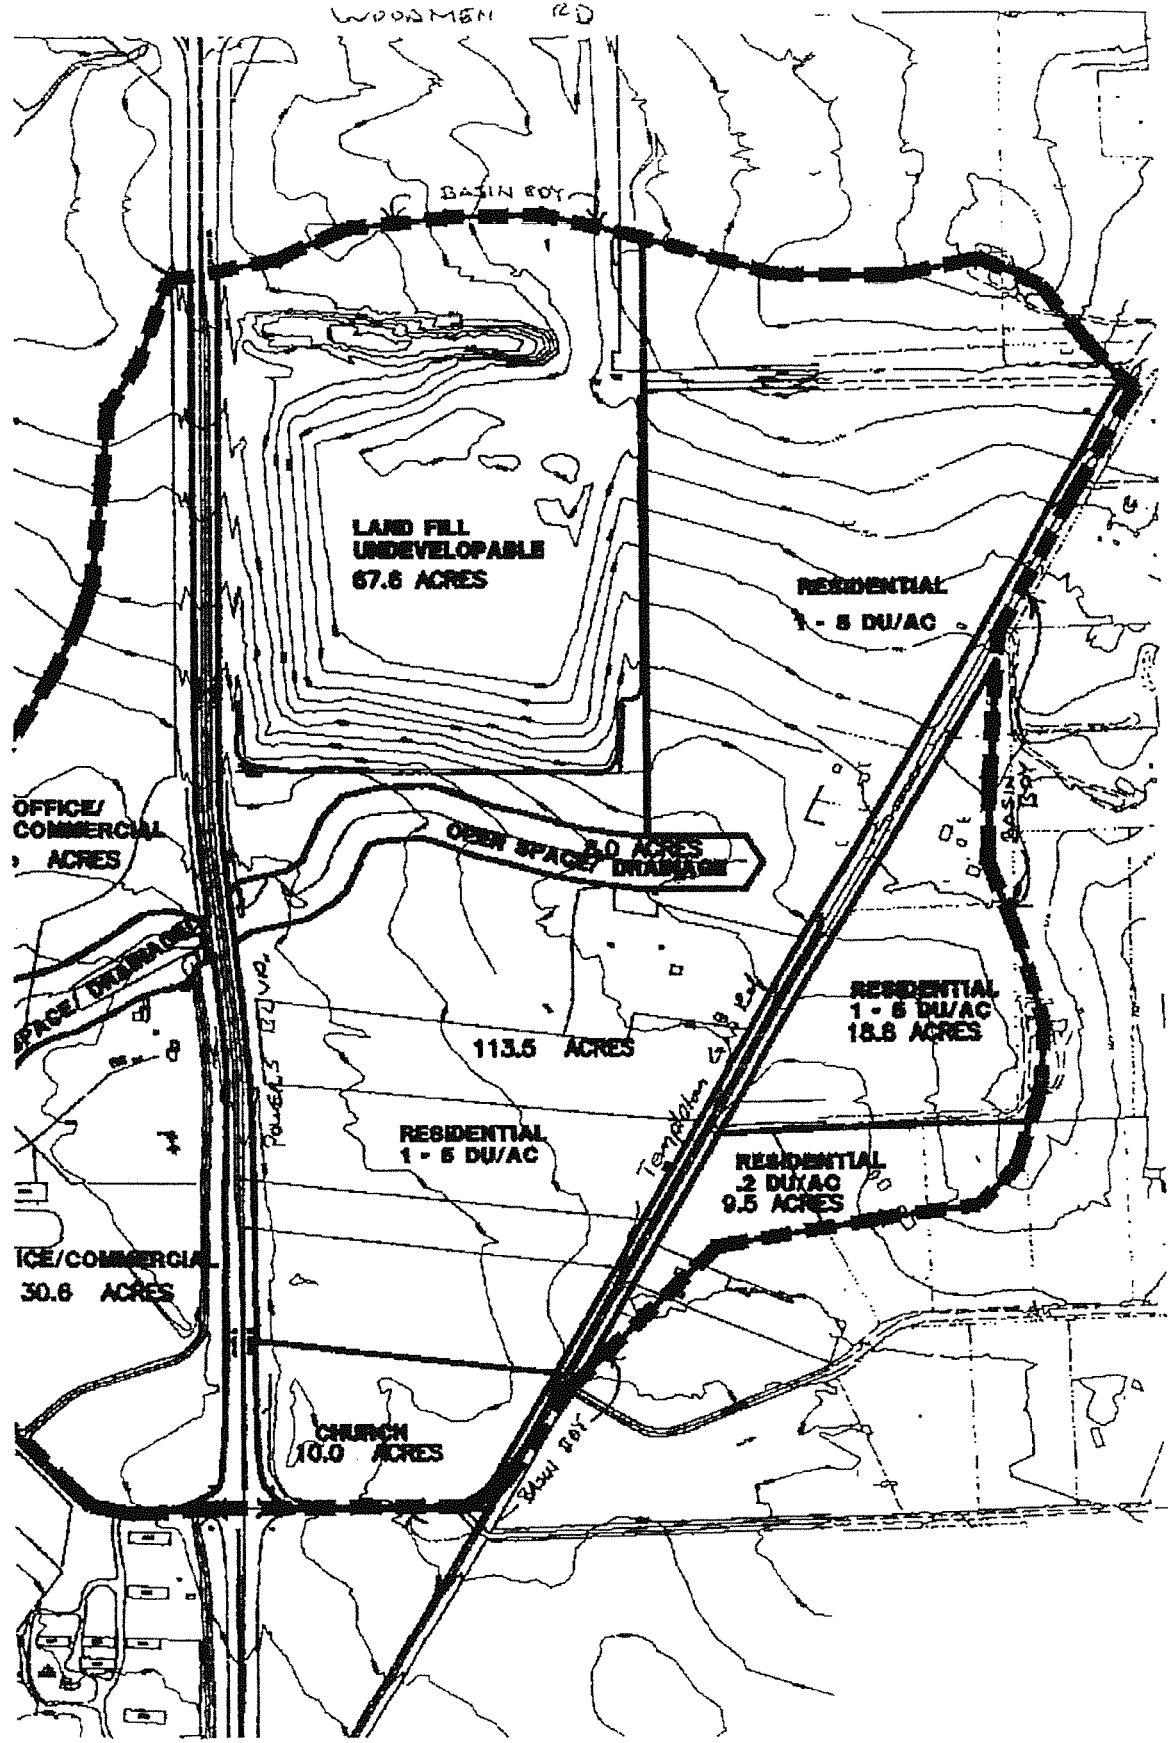 WOODMEN RD
BASIN BDY
LAND FILL
UNDEVELOPABLE
67.6 ACRES
RESIDENTIAL
1 - 5 DU/AC
BASIN
BDY
OFFICE/
COMMERCIAL
ACRES
OPEN SPACE/
5.0 ACRES
DRAINAGE
SPACE/ DRAINAGE/
POWERS BLVD.
RESIDENTIAL
1 - 5 DU/AC
18.8 ACRES
113.5 ACRES
Templeton Gap
RESIDENTIAL
1 - 5 DU/AC
RESIDENTIAL
.2 DU/AC
9.5 ACRES
ICE/COMMERCIAL
30.6 ACRES
CHURCH
10.0 ACRES
BASIN BDY